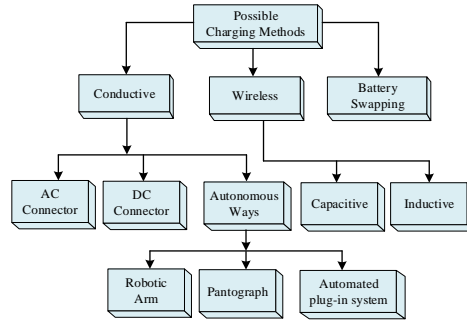 Possible
Charging Methods
Conductive
Wireless
Battery
Swapping
AC
Connector
DC
Connector
Autonomous
Ways
Capacitive
Inductive
Robotic
Arm
Pantograph
Automated
plug-in system